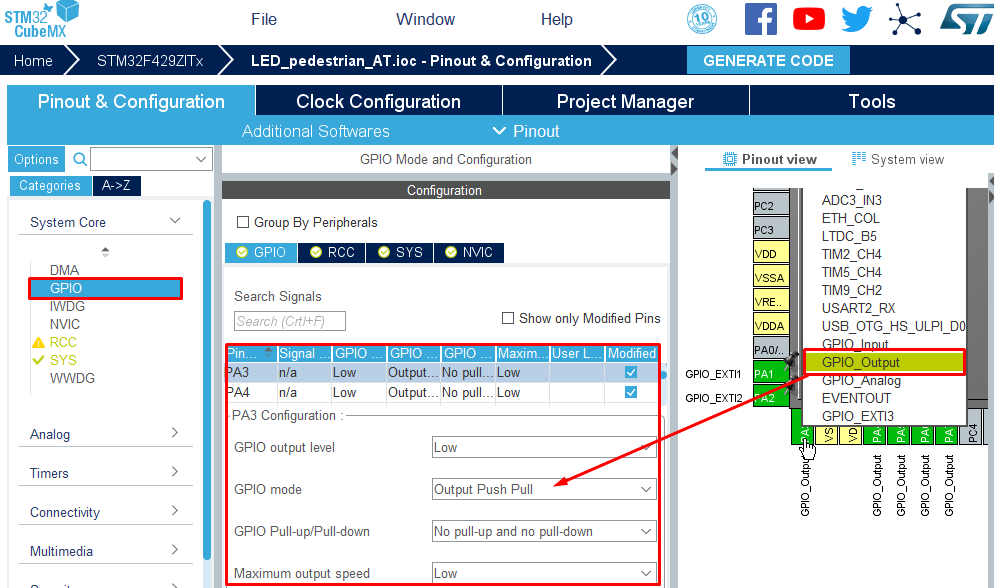 STM32
CubeMX
File
Window
Help
10
ST
Home
STM32F429ZITx
LED_pedestrian_AT.ioc - Pinout & Configuration
GENERATE CODE
Pinout & Configuration
Clock Configuration
Project Manager
Tools
Additional Softwares
Pinout
Options
Categories
A->Z
System Core
DMA
GPIO
IWDG
NVIC
RCC
SYS
WWDG
Analog
Timers
Connectivity
Multimedia
GPIO Mode and Configuration
Configuration
Group By Peripherals
GPIO
RCC
SYS
NVIC
Search Signals
Search (Crtl+F)
Show only Modified Pins
Pin... Signal ... GPIO ... GPIO ... GPIO ... Maxim... User L... Modified
PA3 n/a Low Output... No pull... Low
PA4 n/a Low Output... No pull... Low
PA3 Configuration :
GPIO output level Low
GPIO mode Output Push Pull
GPIO Pull-up/Pull-down No pull-up and no pull-down
Maximum output speed Low
Pinout view
System view
PC2
PC3
VDD
VSSA
VRE..
VDDA
PA0/..
GPIO_EXTI1 PA1
GPIO_EXTI2 PA2
ADC3_IN3
ETH_COL
LTDC_B5
TIM2_CH4
TIM5_CH4
TIM9_CH2
USART2_RX
USB_OTG_HS_ULPI_D0
GPIO_Input
GPIO_Output
GPIO_Analog
EVENTOUT
GPIO_EXTI3
PA
VS
VD
PA
PA
PA
PA
PC4
GPIO_Output
GPIO_Output
GPIO_Output
GPIO_Output
GPIO_Output